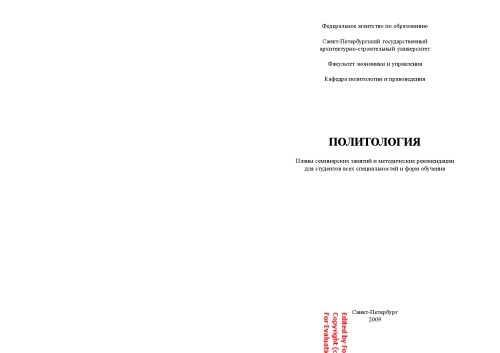 Федеральное агентство по образованию
Санкт-Петербургский государственный
архитектурно-строительный университет
Факультет экономики и управления
Кафедра политологии и правоведения
ПОЛИТОЛОГИЯ
Планы семинарских занятий и методические рекомендации
для студентов всех специальностей и форм обучения
Санкт-Петербург
2009
Edited by Fo
Copyright (c
For Evaluati